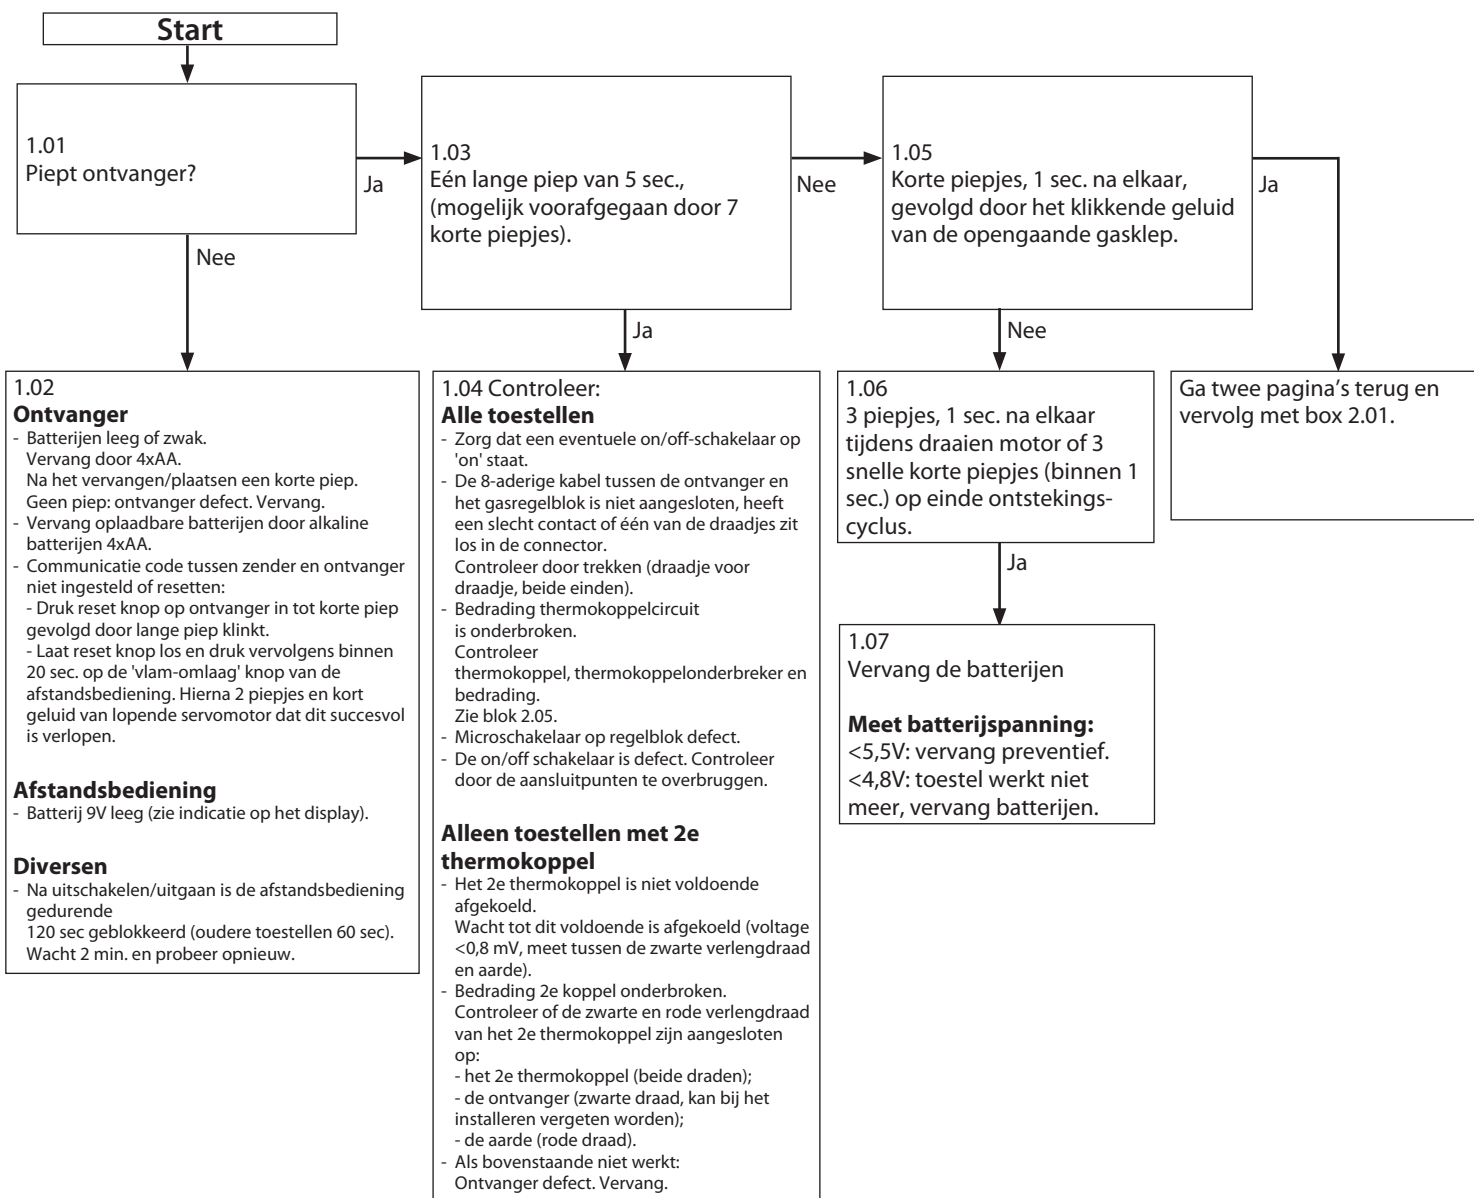 Start
1.01
Piept ontvanger?
Ja
Nee
1.03
Eén lange piep van 5 sec.,
(mogelijk voorafgegaan door 7
korte piepjes).
Nee
Ja
1.05
Korte piepjes, 1 sec. na elkaar,
gevolgd door het klikkende geluid
van de opengaande gasklep.
Ja
Nee
1.02
Ontvanger
- Batterijen leeg of zwak.
Vervang door 4xAA.
Na het vervangen/plaatsen een korte piep.
Geen piep: ontvanger defect. Vervang.
- Vervang oplaadbare batterijen door alkaline
batterijen 4xAA.
- Communicatie code tussen zender en ontvanger
niet ingesteld of resetten:
- Druk reset knop op ontvanger in tot korte piep
gevolgd door lange piep klinkt.
- Laat reset knop los en druk vervolgens binnen
20 sec. op de 'vlam-omlaag' knop van de
afstandsbediening. Hierna 2 piepjes en kort
geluid van lopende servomotor dat dit succesvol
is verlopen.
Afstandsbediening
- Batterij 9V leeg (zie indicatie op het display).
Diversen
- Na uitschakelen/uitgaan is de afstandsbediening
gedurende
120 sec geblokkeerd (oudere toestellen 60 sec).
Wacht 2 min. en probeer opnieuw.
1.04 Controleer:
Alle toestellen
- Zorg dat een eventuele on/off-schakelaar op
'on' staat.
- De 8-aderige kabel tussen de ontvanger en
het gasregelblok is niet aangesloten, heeft
een slecht contact of één van de draadjes zit
los in de connector.
Controleer door trekken (draadje voor
draadje, beide einden).
- Bedrading thermokoppelcircuit
is onderbroken.
Controleer
thermokoppel, thermokoppelonderbreker en
bedrading.
Zie blok 2.05.
- Microschakelaar op regelblok defect.
- De on/off schakelaar is defect. Controleer
door de aansluitpunten te overbruggen.
Alleen toestellen met 2e
thermokoppel
- Het 2e thermokoppel is niet voldoende
afgekoeld.
Wacht tot dit voldoende is afgekoeld (voltage
<0,8 mV, meet tussen de zwarte verlengdraad
en aarde).
- Bedrading 2e koppel onderbroken.
Controleer of de zwarte en rode verlengdraad
van het 2e thermokoppel zijn aangesloten
op:
- het 2e thermokoppel (beide draden);
- de ontvanger (zwarte draad, kan bij het
installeren vergeten worden);
- de aarde (rode draad).
- Als bovenstaande niet werkt:
Ontvanger defect. Vervang.
1.06
3 piepjes, 1 sec. na elkaar
tijdens draaien motor of 3
snelle korte piepjes (binnen 1
sec.) op einde ontstekings-
cyclus.
Ja
1.07
Vervang de batterijen
Meet batterijspanning:
<5,5V: vervang preventief.
<4,8V: toestel werkt niet
meer, vervang batterijen.
Ga twee pagina's terug en
vervolg met box 2.01.